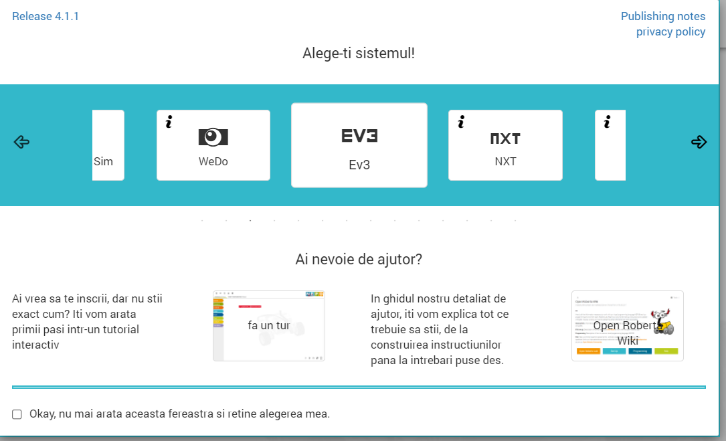 Release 4.1.1
Publishing notes
privacy policy
Alege-ti sistemul!
Sim
i
WeDo
EV3
Ev3
i
NXT
NXT
i
Ai nevoie de ajutor?
Ai vrea sa te inscrii, dar nu stii
exact cum? Iti vom arata
primii pasi intr-un tutorial
interactiv
fa un tur
In ghidul nostru detaliat de
ajutor, iti vom explica tot ce
trebuie sa stii, de la
construirea instructiunilor
pana la intrebari puse des.
Open Roberta
Wiki
Okay, nu mai arata aceasta fereastra si retine alegerea mea.